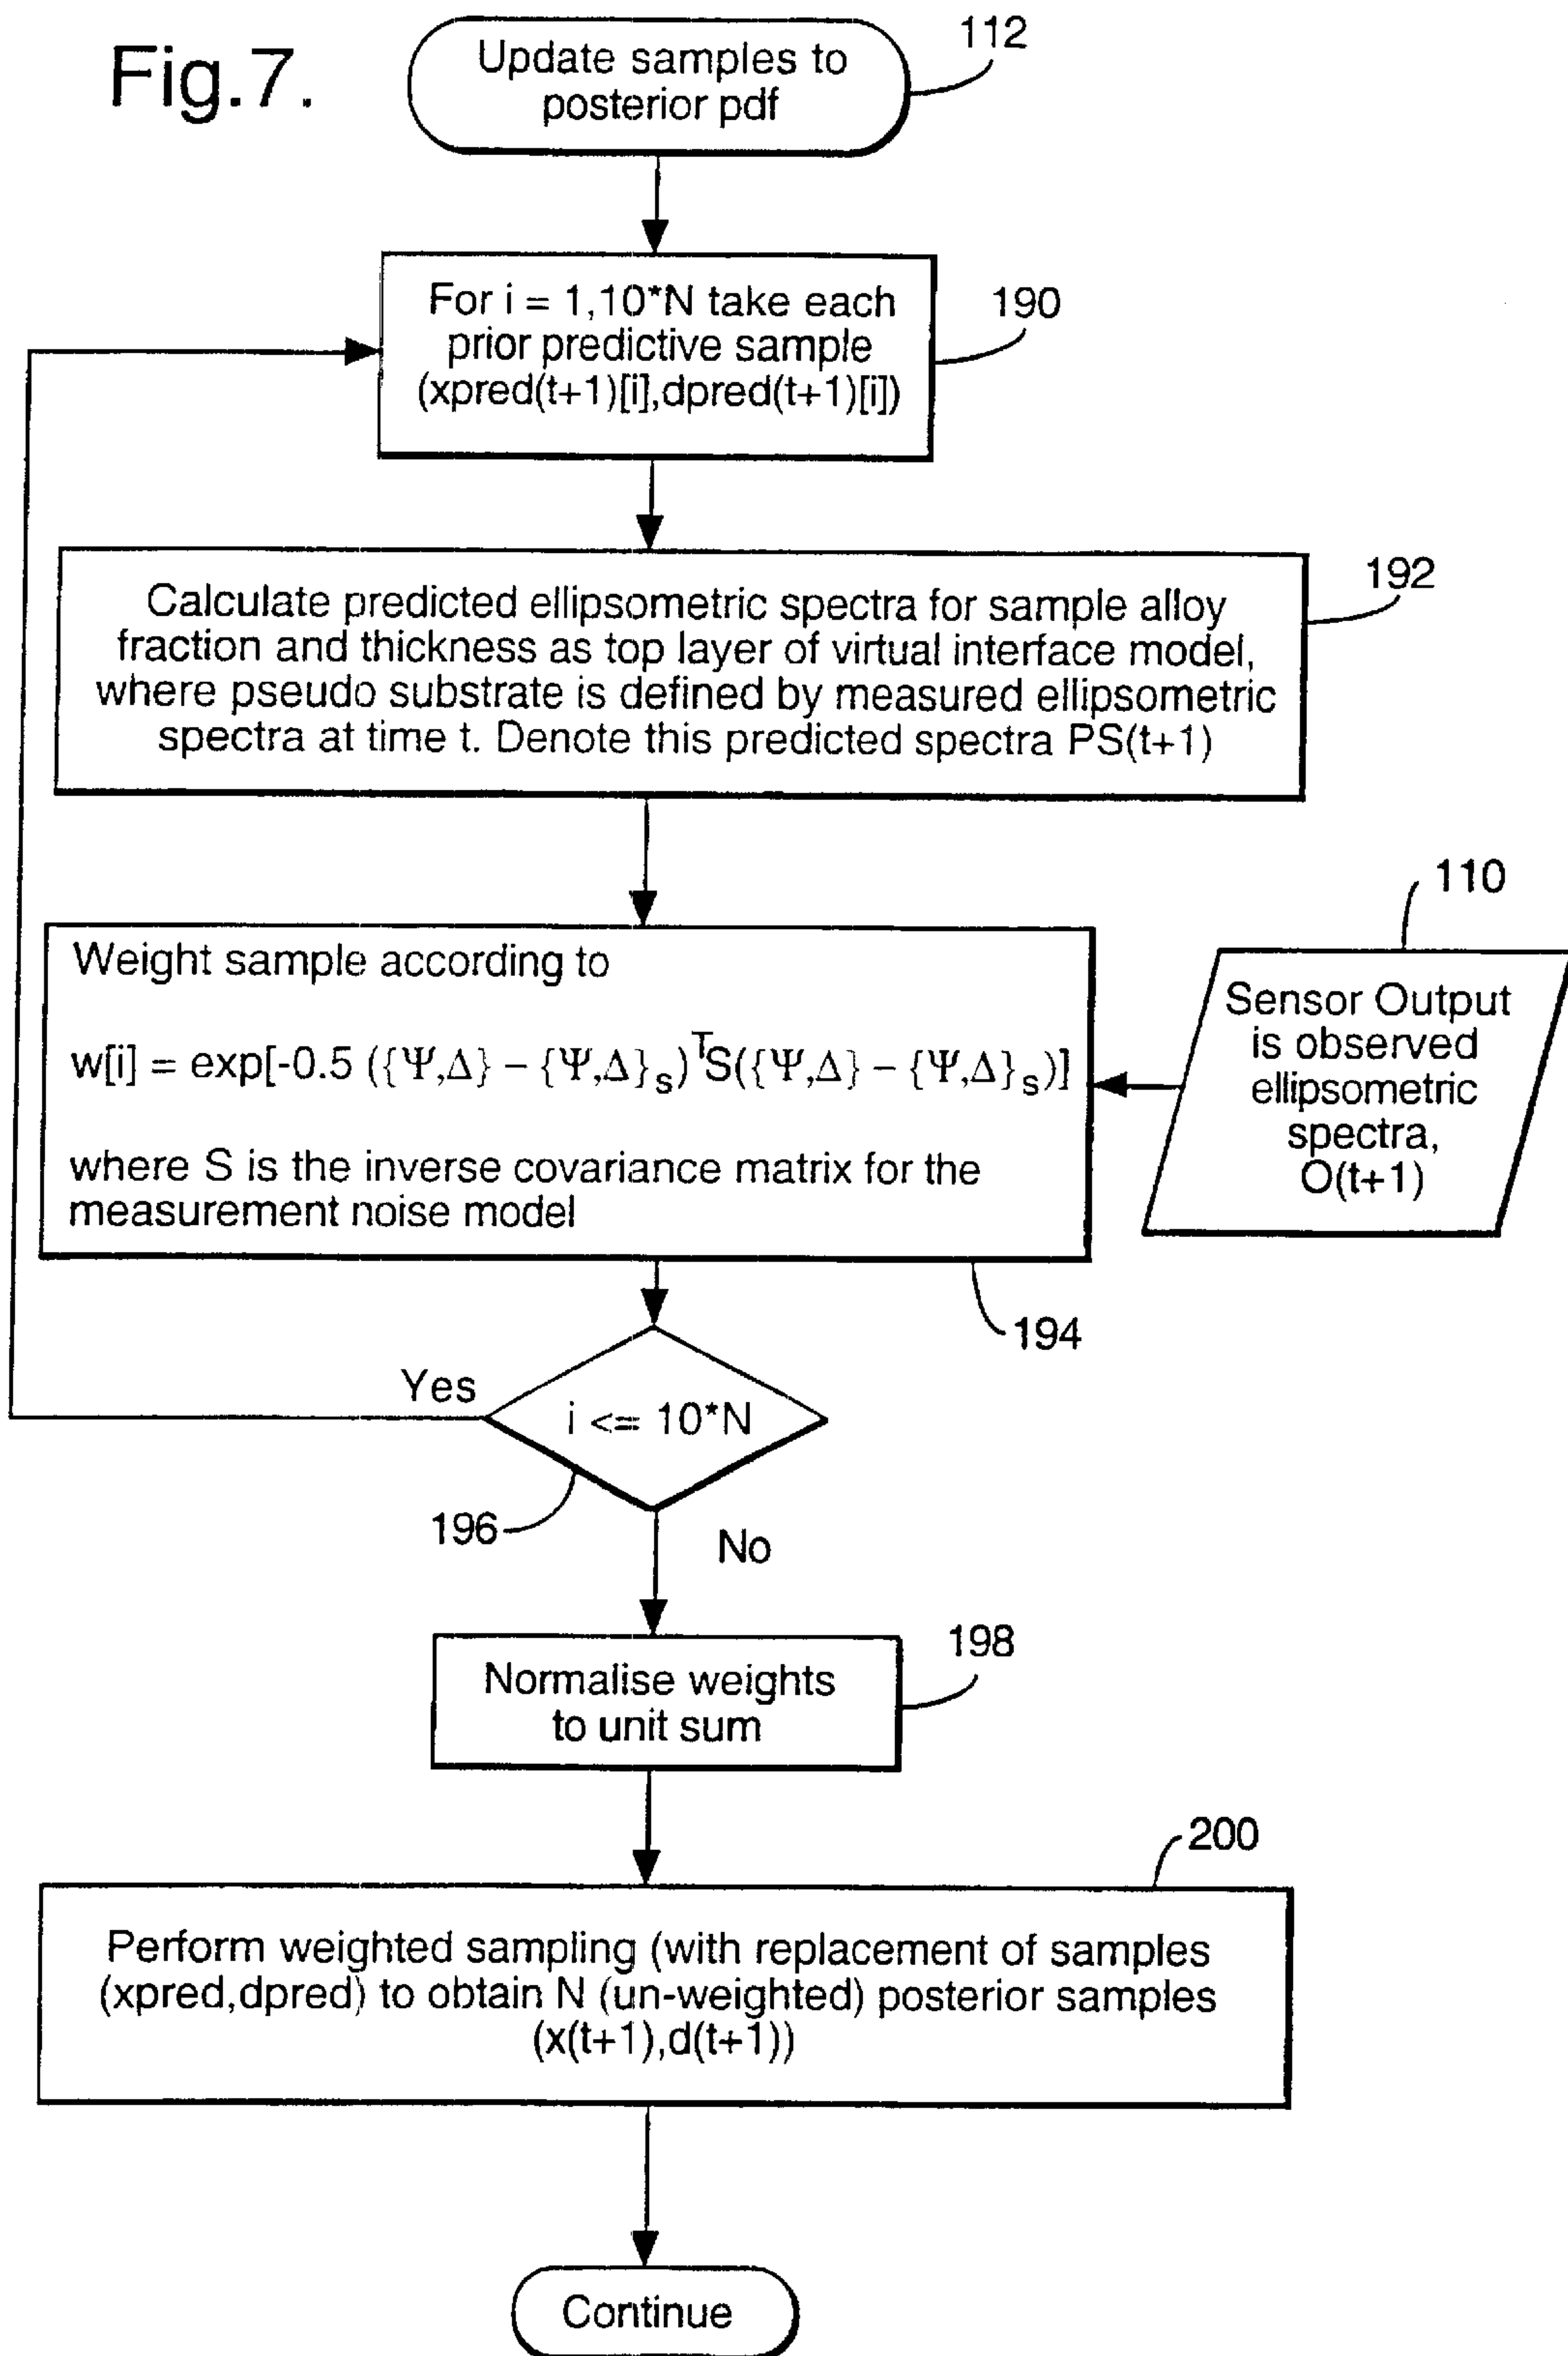 Fig.7.
Update samples to
posterior pdf
112
For i = 1,10*N take each
prior predictive sample
(xpred(t+1)[i],dpred(t+1)[i])
190
Calculate predicted ellipsometric spectra for sample alloy
fraction and thickness as top layer of virtual interface model,
where pseudo substrate is defined by measured ellipsometric
spectra at time t. Denote this predicted spectra PS(t+1)
192
Weight sample according to
w[i] = exp[-0.5 ({Ψ,Δ} – {Ψ,Δ}ₛ)ᵀS({Ψ,Δ} – {Ψ,Δ}ₛ)]
where S is the inverse covariance matrix for the
measurement noise model
194
110
Sensor Output
is observed
ellipsometric
spectra,
O(t+1)
Yes
i <= 10*N
196
No
Normalise weights
to unit sum
198
200
Perform weighted sampling (with replacement of samples
(xpred,dpred) to obtain N (un-weighted) posterior samples
(x(t+1),d(t+1))
Continue